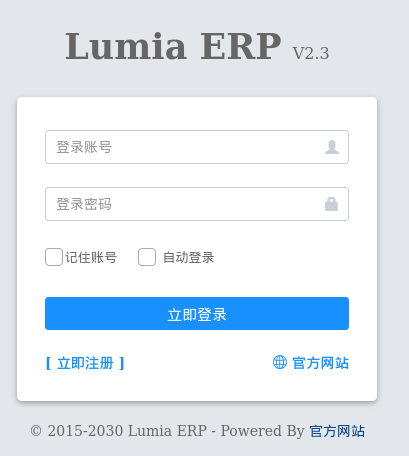 Lumia ERP V2.3
登录账号
登录密码
记住账号 自动登录
立即登录
[ 立即注册 ] 官方网站
© 2015-2030 Lumia ERP - Powered By 官方网站